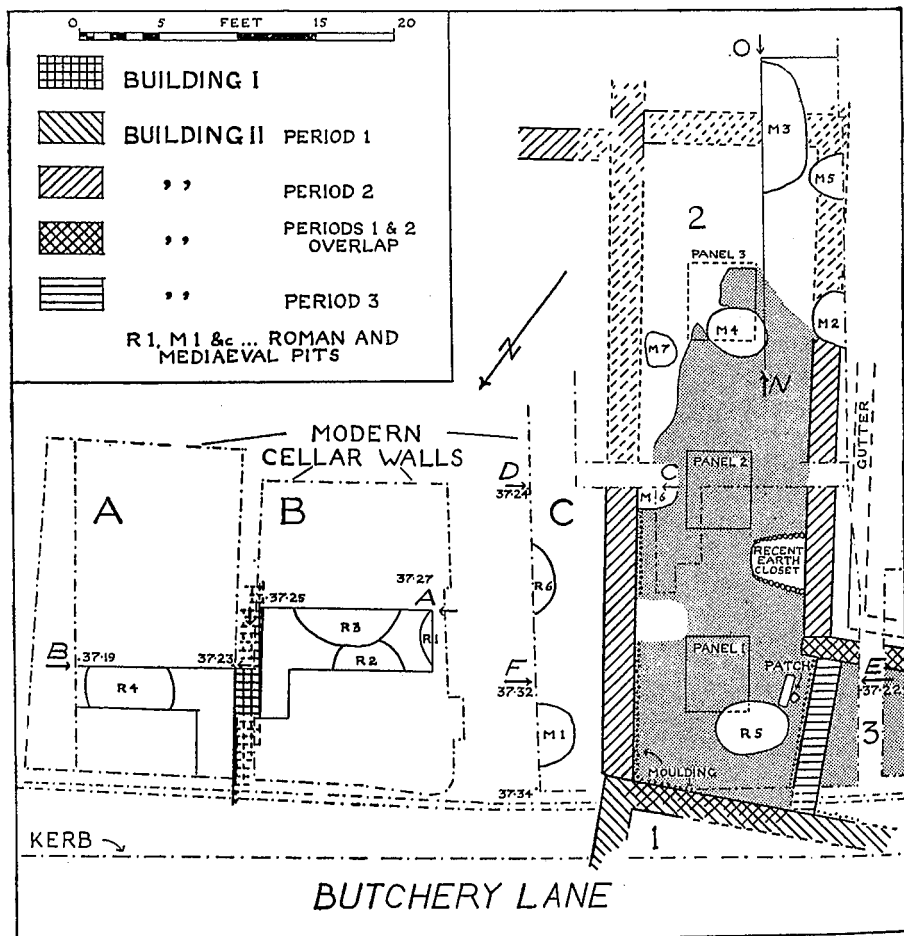 0 5 FEET 15 20
BUILDING I
BUILDING II PERIOD 1
,, PERIOD 2
,, PERIODS 1 & 2
OVERLAP
,, PERIOD 3
R1, M1 &c ... ROMAN AND
MEDIAEVAL PITS
O
M3
M5
2
PANEL 3
M4
M2
M7
N
N
GUTTER
MODERN
CELLAR WALLS
A
B
C
D
37·24
PANEL 2
C
M6
RECENT
EARTH
CLOSET
R6
37·27
37·25
A
R3
R1
R2
B
37·19
37·23
R4
F
37·32
PANEL 1
PATCH
E
37·22
R5
M1
3
MOULDING
37·34
KERB
1
BUTCHERY LANE